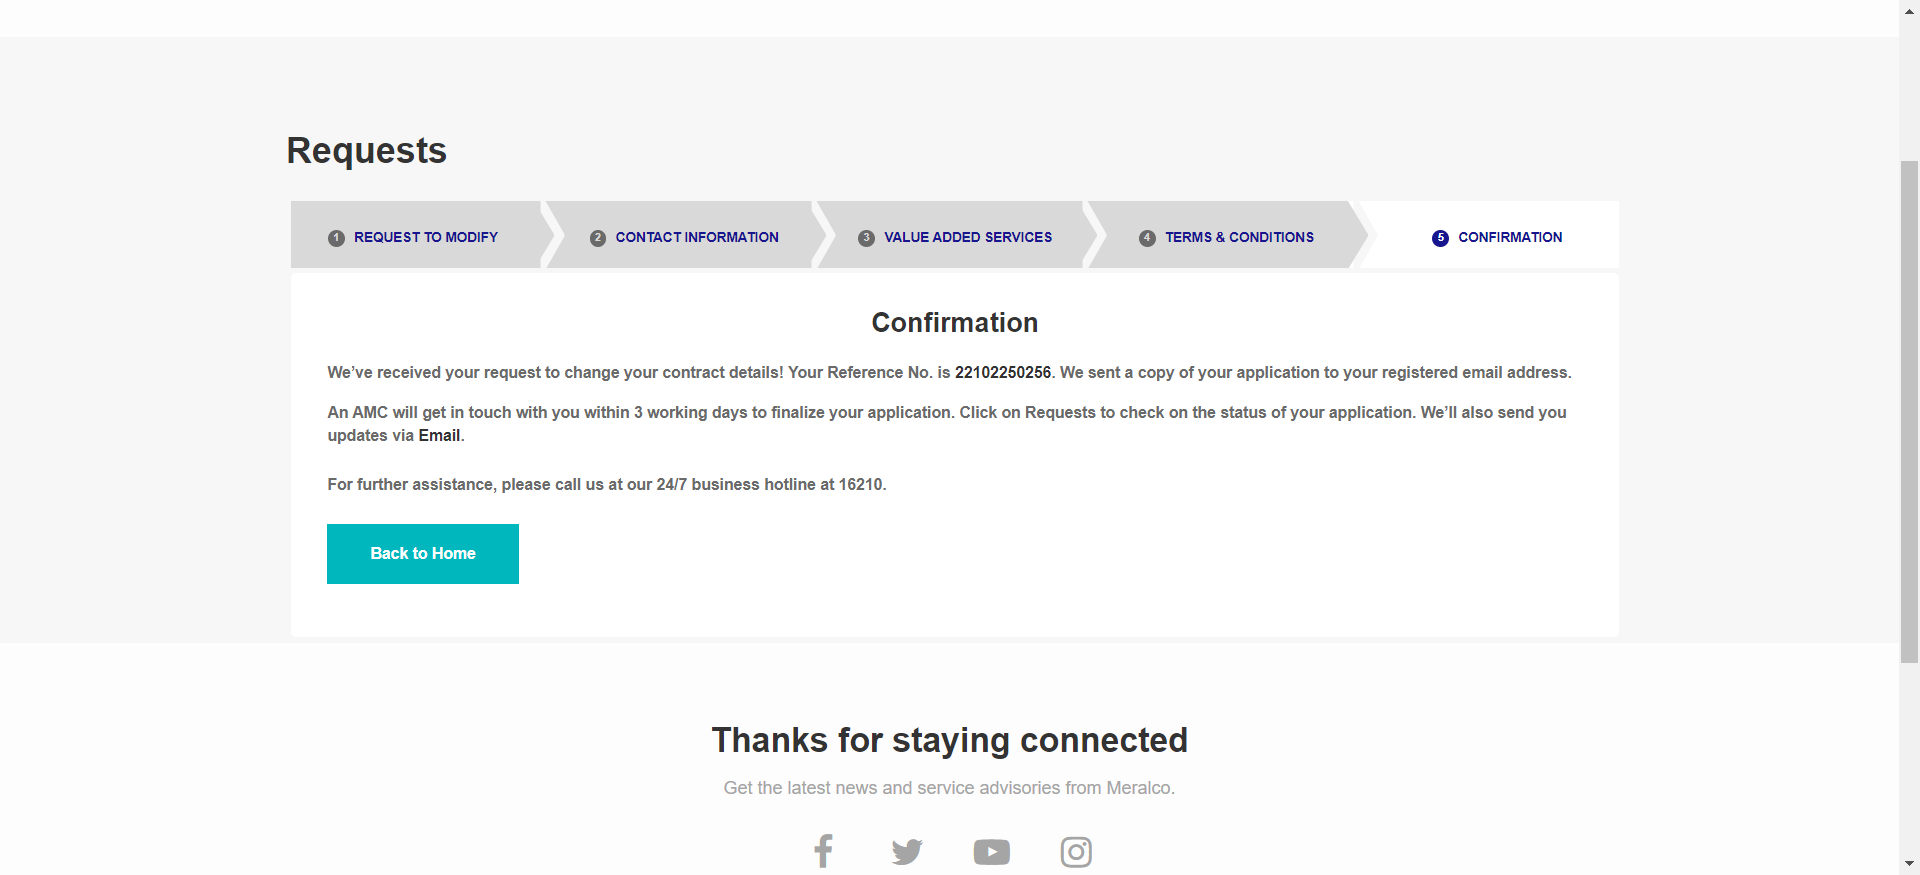 Requests
1 REQUEST TO MODIFY 2 CONTACT INFORMATION 3 VALUE ADDED SERVICES 4 TERMS & CONDITIONS 5 CONFIRMATION
Confirmation
We’ve received your request to change your contract details! Your Reference No. is 22102250256. We sent a copy of your application to your registered email address.
An AMC will get in touch with you within 3 working days to finalize your application. Click on Requests to check on the status of your application. We’ll also send you
updates via Email.
For further assistance, please call us at our 24/7 business hotline at 16210.
Back to Home
Thanks for staying connected
Get the latest news and service advisories from Meralco.